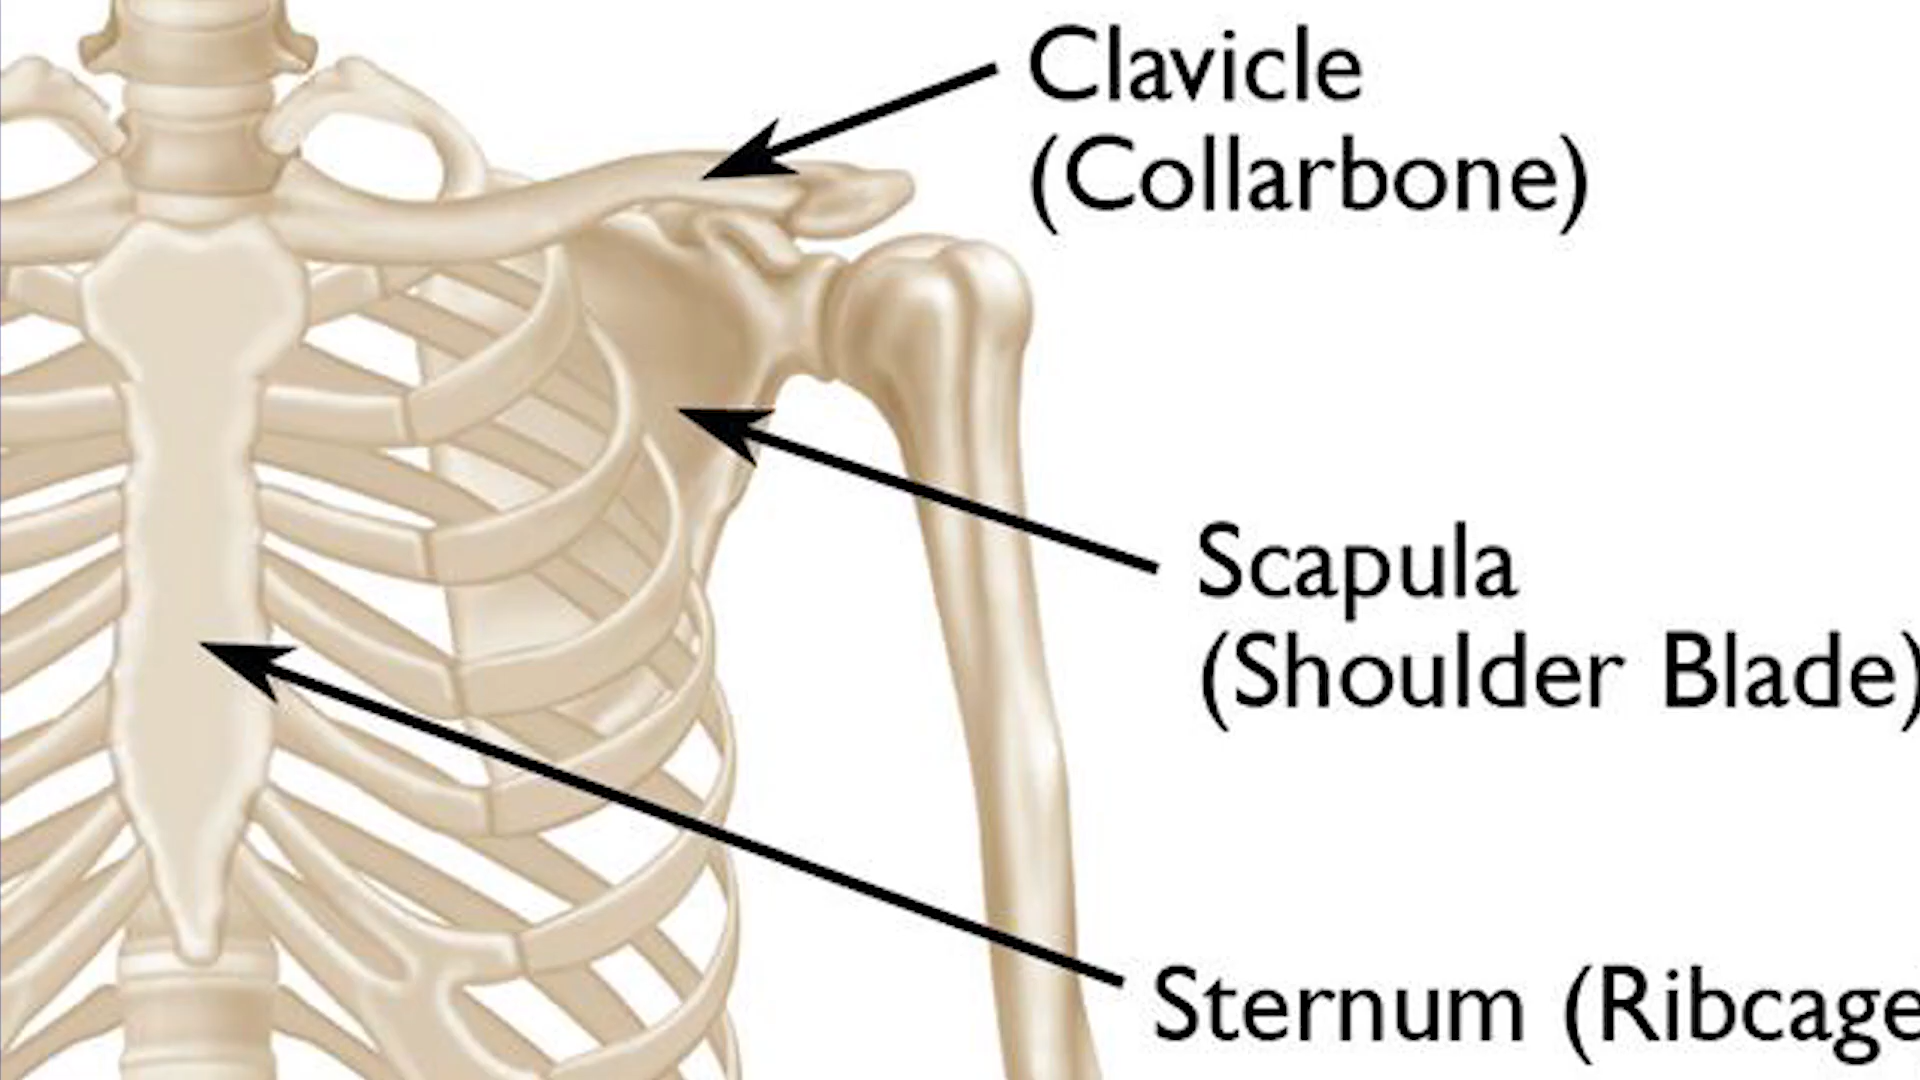 Clavicle
(Collarbone)
Scapula
(Shoulder Blade)
Sternum (Ribcage